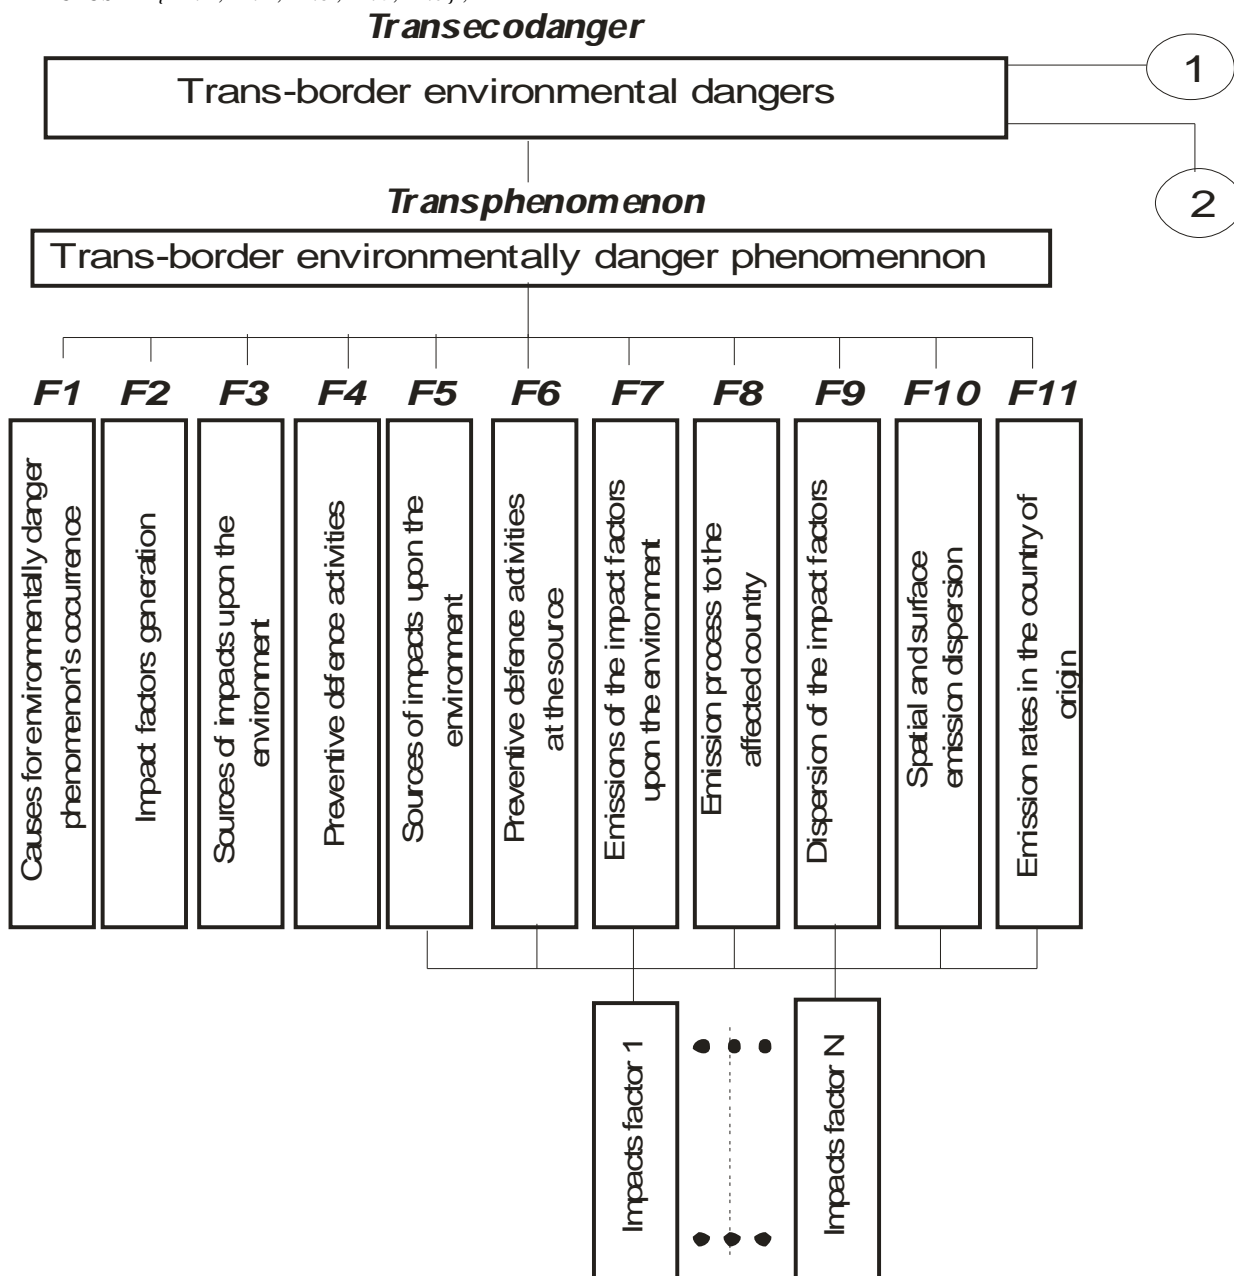 Transecodanger
Trans-border environmental dangers
1
2
Transphenomenon
Trans-border environmentally danger phenomennon
F1 F2 F3 F4 F5 F6 F7 F8 F9 F10 F11
Causes for environmentally danger
phenomenon's occurrence
Impact factors generation
Sources of impacts upon the
environment
Preventive defence activities
Sources of impacts upon the
environment
Preventive defence activities
at the source
Emissions of the impact factors
upon the environment
Emission process to the
affected country
Dispersion of the impact factors
Spatial and surface
emission dispersion
Emission rates in the country of
origin
Impacts factor 1
Impacts factor N